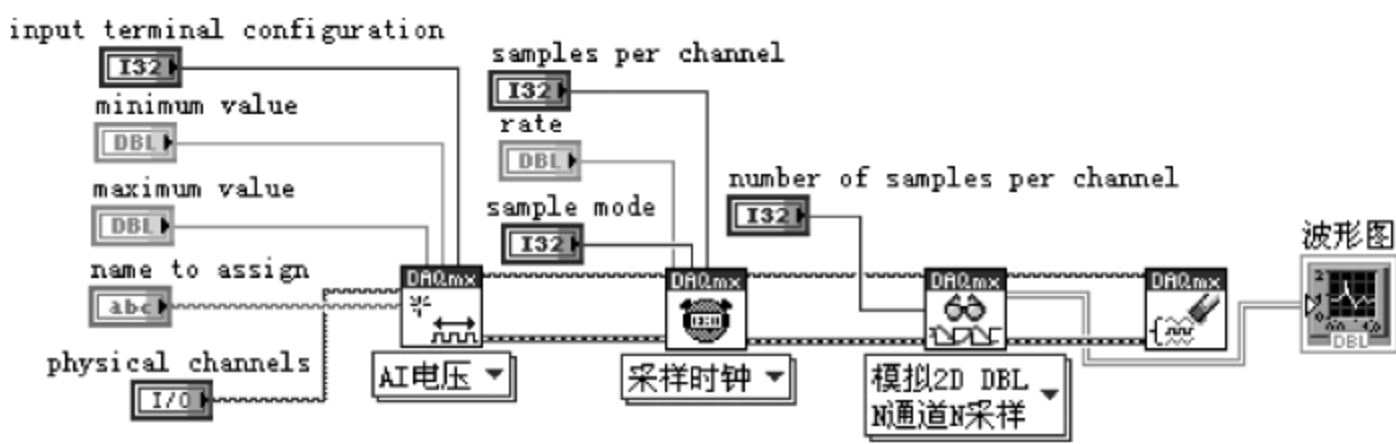 input terminal configuration
I32
minimum value
DBL
maximum value
DBL
name to assign
abc
physical channels
I/O
samples per channel
I32
rate
DBL
sample mode
I32
number of samples per channel
I32
DAQmx
AI电压
DAQmx
采样时钟
DAQmx
模拟2D DBL
N通道N采样
DAQmx
波形图
DBL